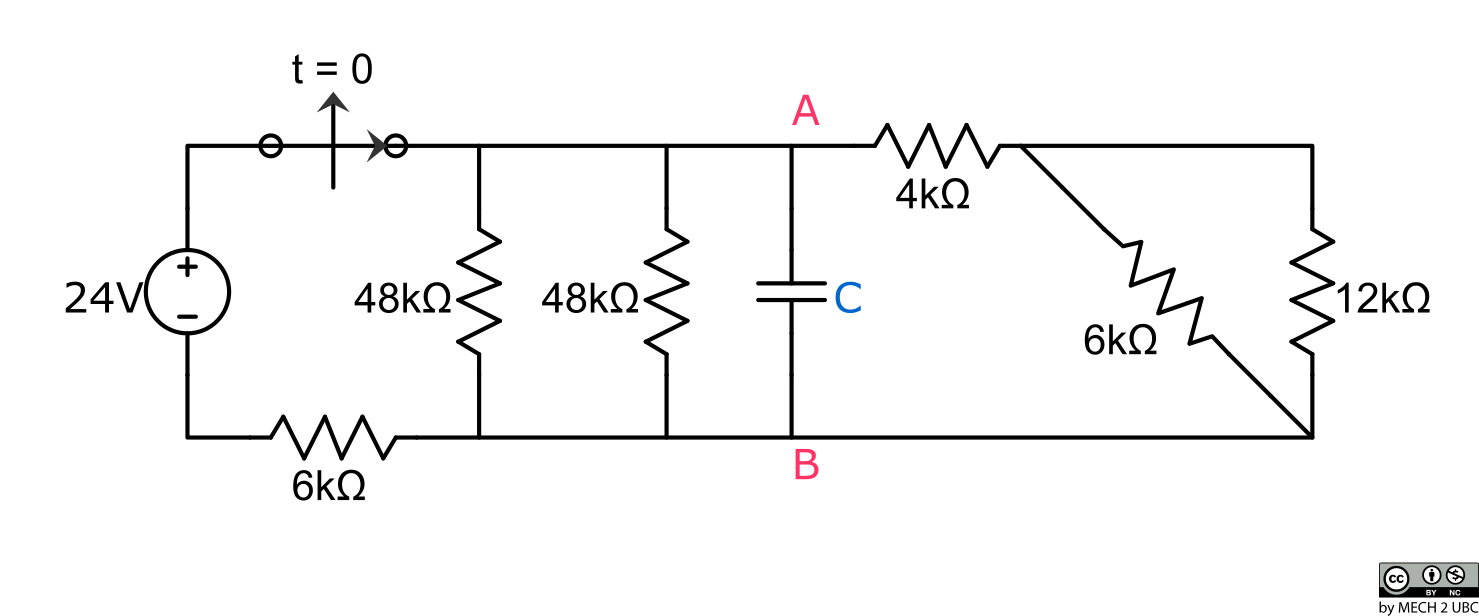 t = 0
A
4kΩ
24V
48kΩ
48kΩ
C
6kΩ
12kΩ
B
6kΩ
cc
BY NC
by MECH 2 UBC